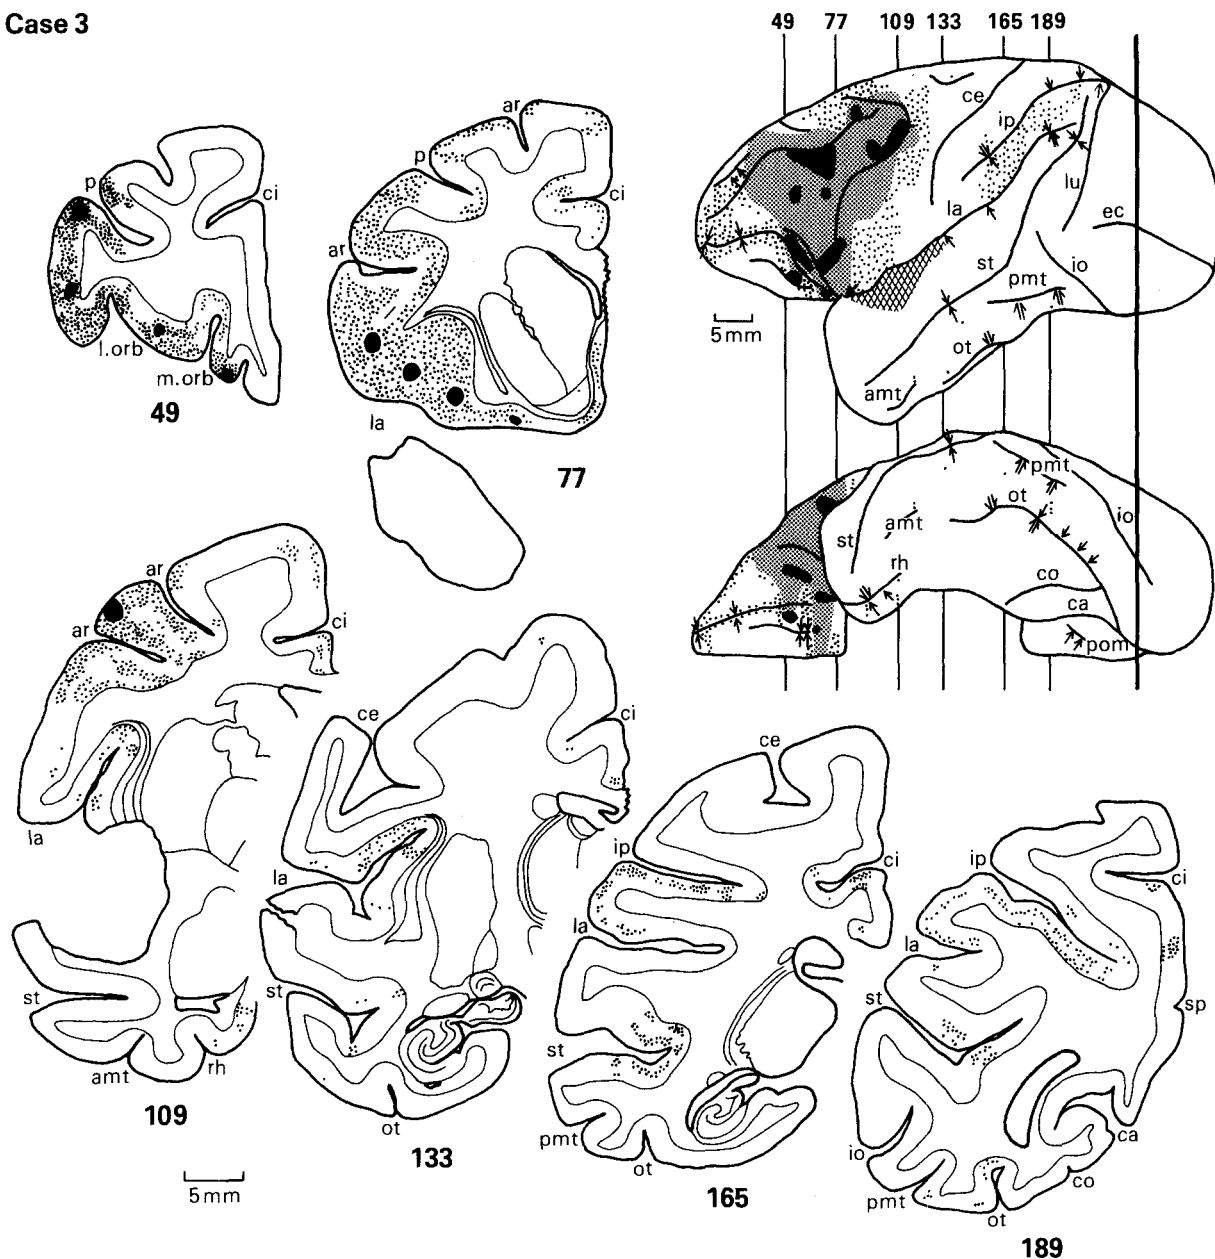 Case 3
49 77 109 133 165 189
ce
ip
la
lu
ec
st
io
pmt
5mm
ot
amt
pmt
ot
io
amt
st
rh
co
ca
pom
p
ci
l.orb
m.orb
49
ar
p
ci
ar
la
77
ar
ar
ci
la
st
amt
rh
109
ce
ci
la
st
ot
133
ce
ip
ci
la
st
pmt
ot
165
ip
ci
la
st
sp
io
ca
pmt
co
ot
189
5mm